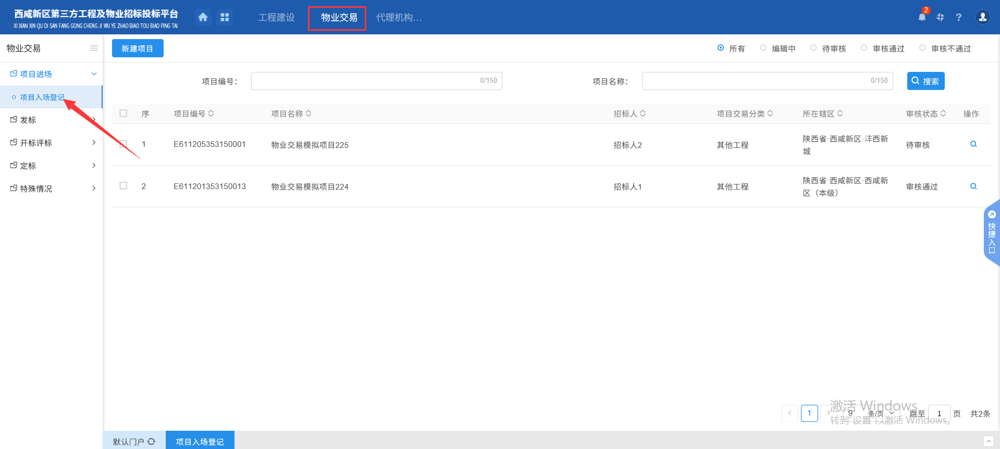 西咸新区第三方工程及物业招标投标平台
XI XIAN XIN QU DI SAN FANG GONG CHENG JI WU YE ZHAO BIAO TOU BIAO PING TAI
工程建设
物业交易
代理机构...
2
?
物业交易
新建项目
所有
编辑中
待审核
审核通过
审核不通过
项目进场
项目入场登记
发标
开标评标
定标
特殊情况
项目编号：
0/150
项目名称：
0/150
搜索
序 项目编号 项目名称 招标人 项目交易分类 所在辖区 审核状态 操作
1 E611205353150001 物业交易模拟项目225 招标人2 其他工程 陕西省·西咸新区·沣西新
城
待审核
2 E611201353150013 物业交易模拟项目224 招标人1 其他工程 陕西省·西咸新区·西咸新
区（本级）
审核通过
快捷入口
激活 Windows
1 9 条/页 跳至 1 页 共2条
转到“设置”以激活 Windows。
默认门户
项目入场登记